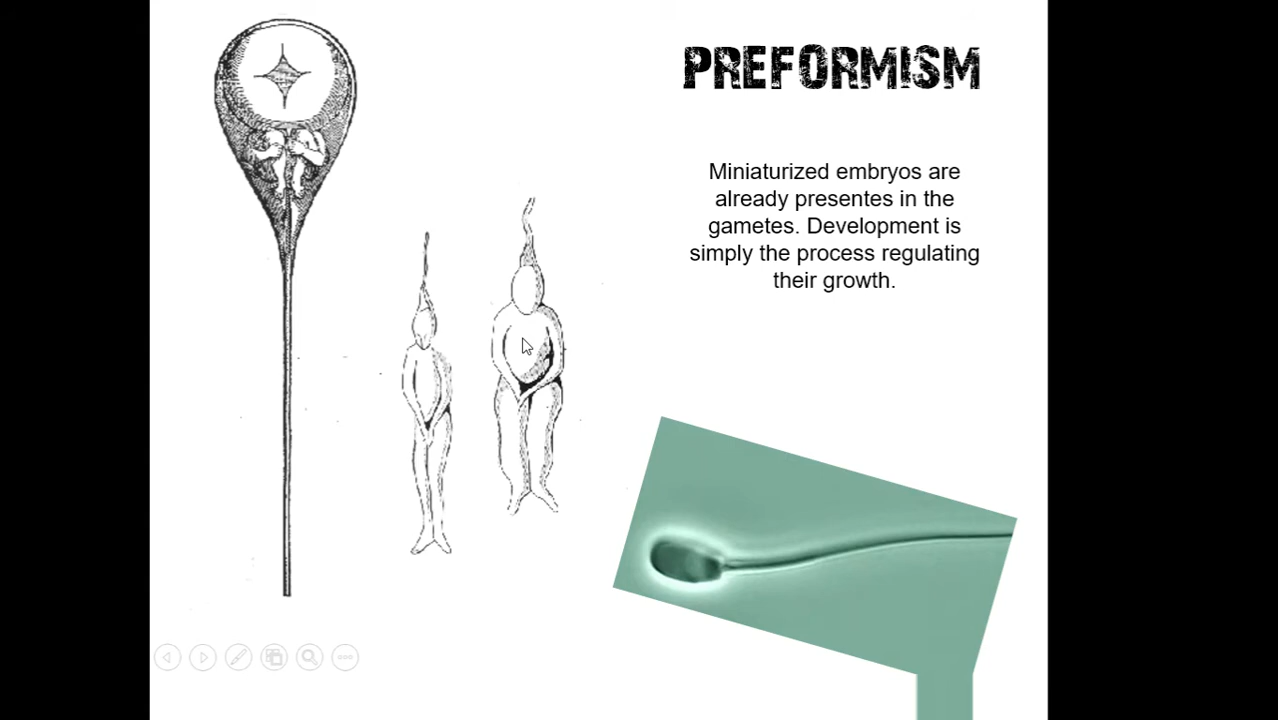 PREFORMISM
Miniaturized embryos are
already presentes in the
gametes. Development is
simply the process regulating
their growth.